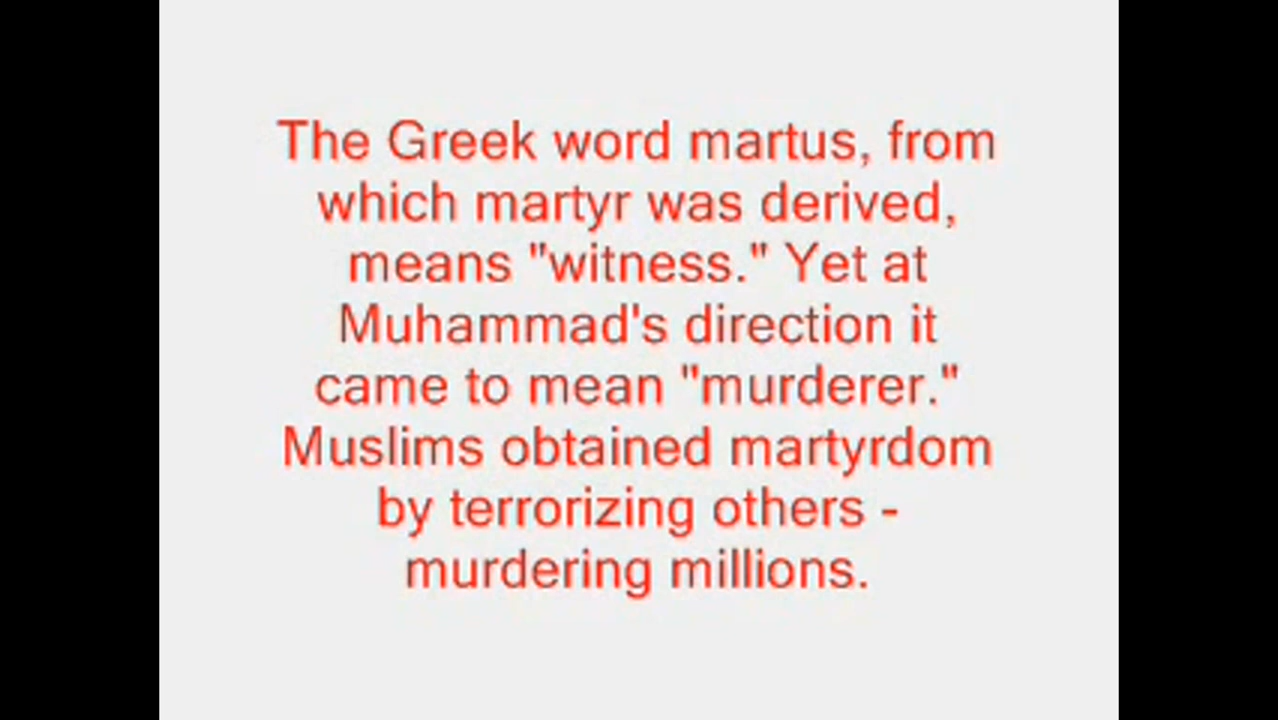 The Greek word martus, from
which martyr was derived,
means "witness." Yet at
Muhammad's direction it
came to mean "murderer."
Muslims obtained martyrdom
by terrorizing others -
murdering millions.